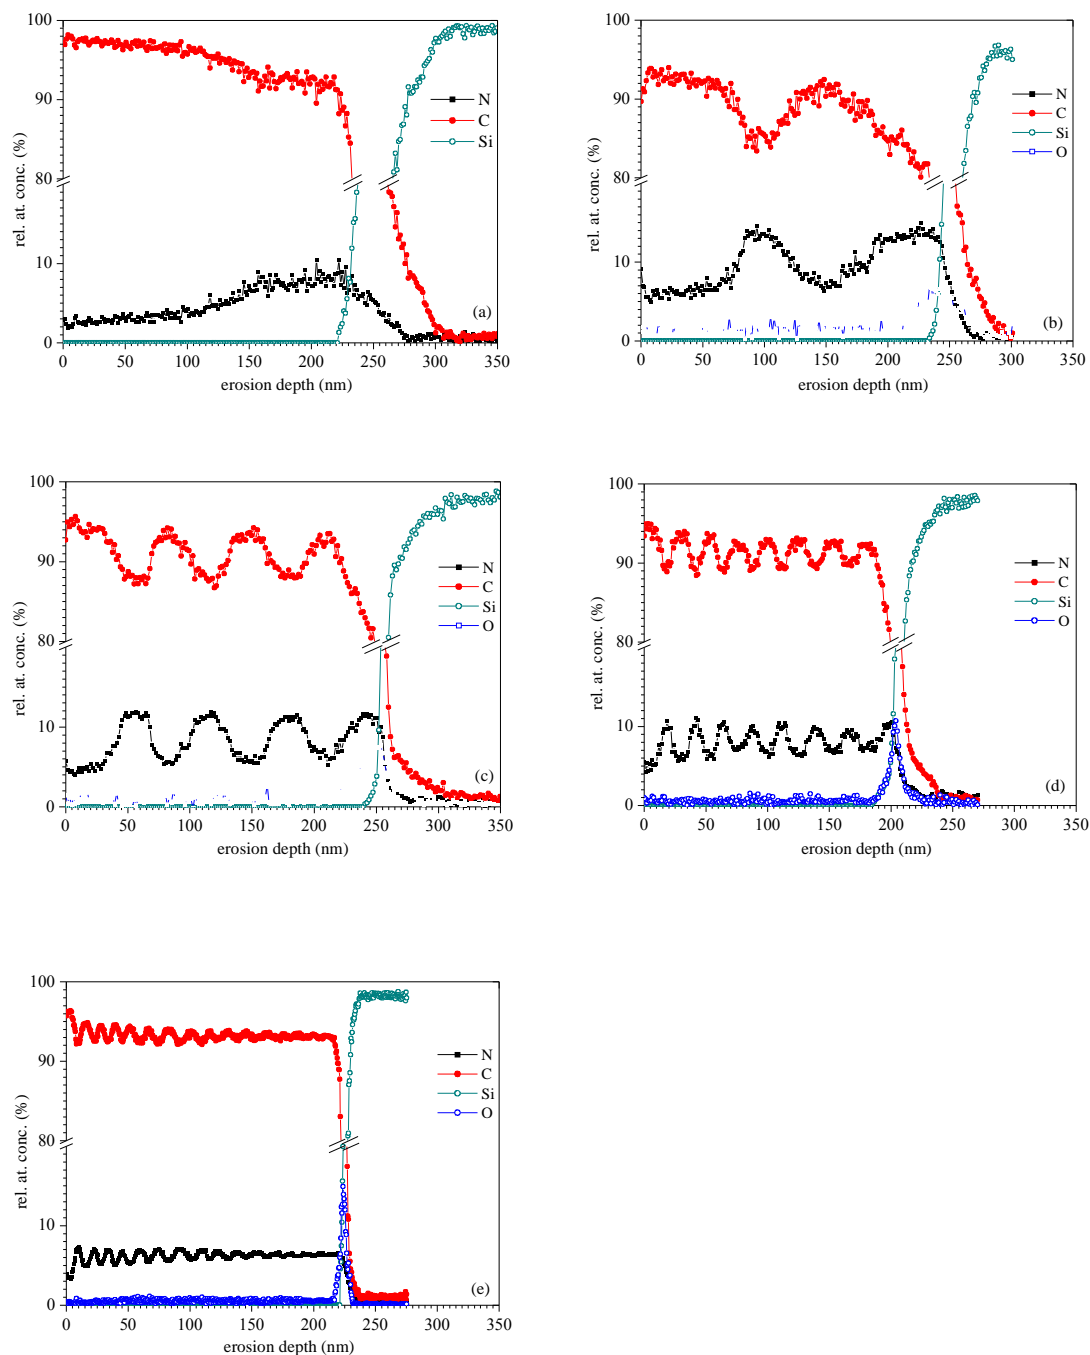 100
90
80
10
0
rel. at. conc. (%)
N
C
Si
(a)
0 50 100 150 200 250 300 350
erosion depth (nm)
100
90
80
10
0
rel. at. conc. (%)
N
C
Si
O
(b)
0 50 100 150 200 250 300 350
erosion depth (nm)
100
90
80
10
0
rel. at. conc. (%)
N
C
Si
O
(c)
0 50 100 150 200 250 300 350
erosion depth (nm)
100
90
80
10
0
rel. at. conc. (%)
N
C
Si
O
(d)
0 50 100 150 200 250 300 350
erosion depth (nm)
100
90
80
10
0
rel. at. conc. (%)
N
C
Si
O
(e)
0 50 100 150 200 250 300 350
erosion depth (nm)